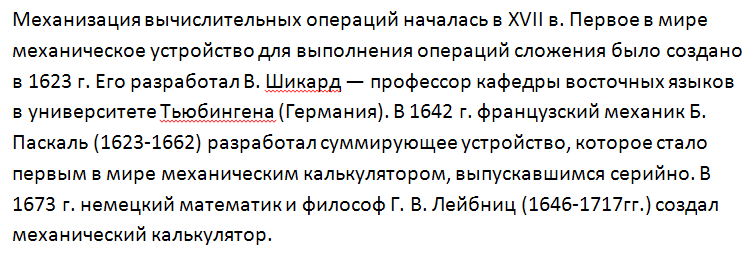 Механизация вычислительных операций началась в XVII в. Первое в мире
механическое устройство для выполнения операций сложения было создано
в 1623 г. Его разработал В. Шикард — профессор кафедры восточных языков
в университете Тьюбингена (Германия). В 1642 г. французский механик Б.
Паскаль (1623-1662) разработал суммирующее устройство, которое стало
первым в мире механическим калькулятором, выпускавшимся серийно. В
1673 г. немецкий математик и философ Г. В. Лейбниц (1646-1717гг.) создал
механический калькулятор.